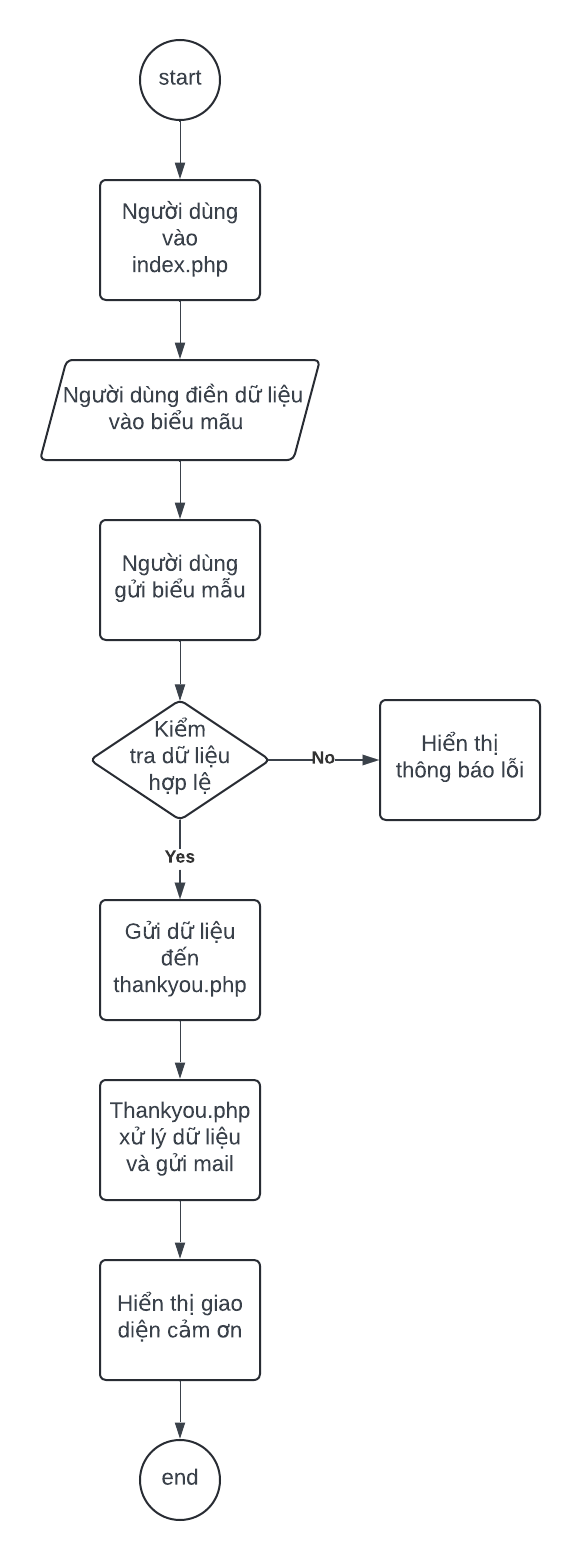 start
Người dùng
vào
index.php
Người dùng điền dữ liệu
vào biểu mãu
Người dùng
gửi biểu mẫu
Kiểm
tra dữ liệu
hợp lệ
No
Hiển thị
thông báo lỗi
Yes
Gửi dữ liệu
đến
thankyou.php
Thankyou.php
xử lý dữ liệu
và gửi mail
Hiển thị giao
diện cảm ơn
end